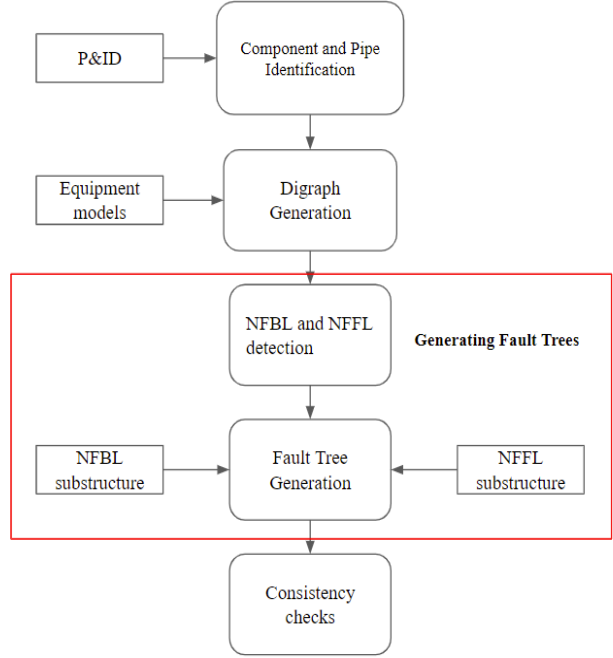 Component and Pipe
Identification
P&ID
Equipment
models
Digraph
Generation
NFBL and NFFL
detection
Generating Fault Trees
NFBL
substructure
Fault Tree
Generation
NFFL
substructure
Consistency
checks